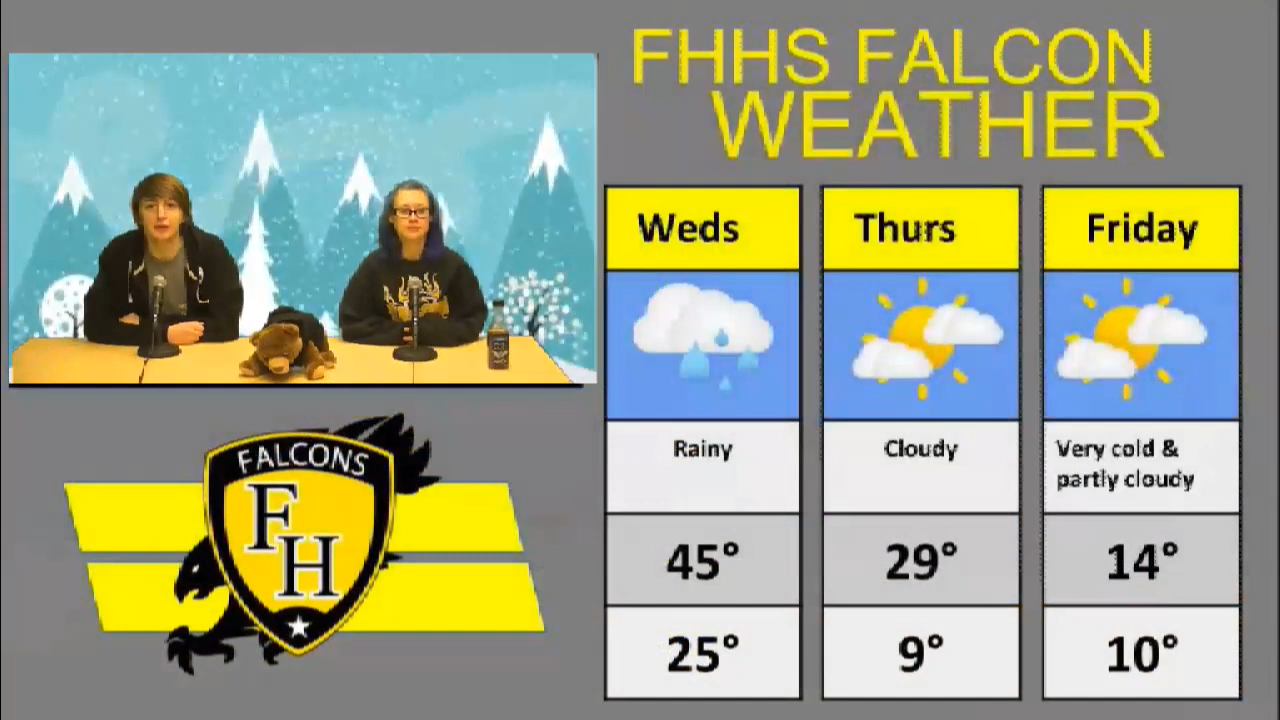 FHHS FALCON
WEATHER
Weds
Thurs
Friday
Rainy
Cloudy
Very cold &
partly cloudy
45°
29°
14°
25°
9°
10°
FALCONS
F
H